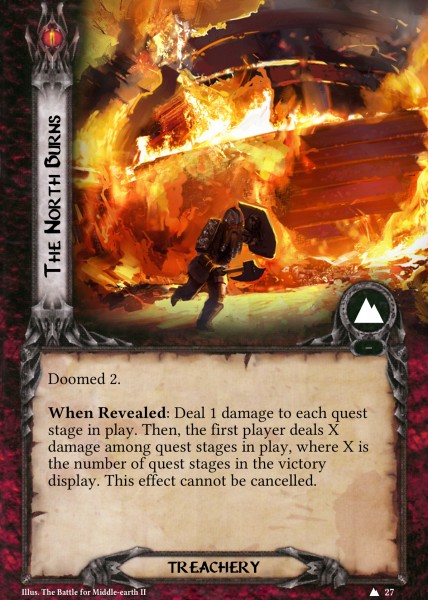 THE NORTH BURNS
Doomed 2.
When Revealed: Deal 1 damage to each quest
stage in play. Then, the first player deals X
damage among quest stages in play, where X is
the number of quest stages in the victory
display. This effect cannot be cancelled.
TREACHERY
Illus. The Battle for Middle-earth II
27